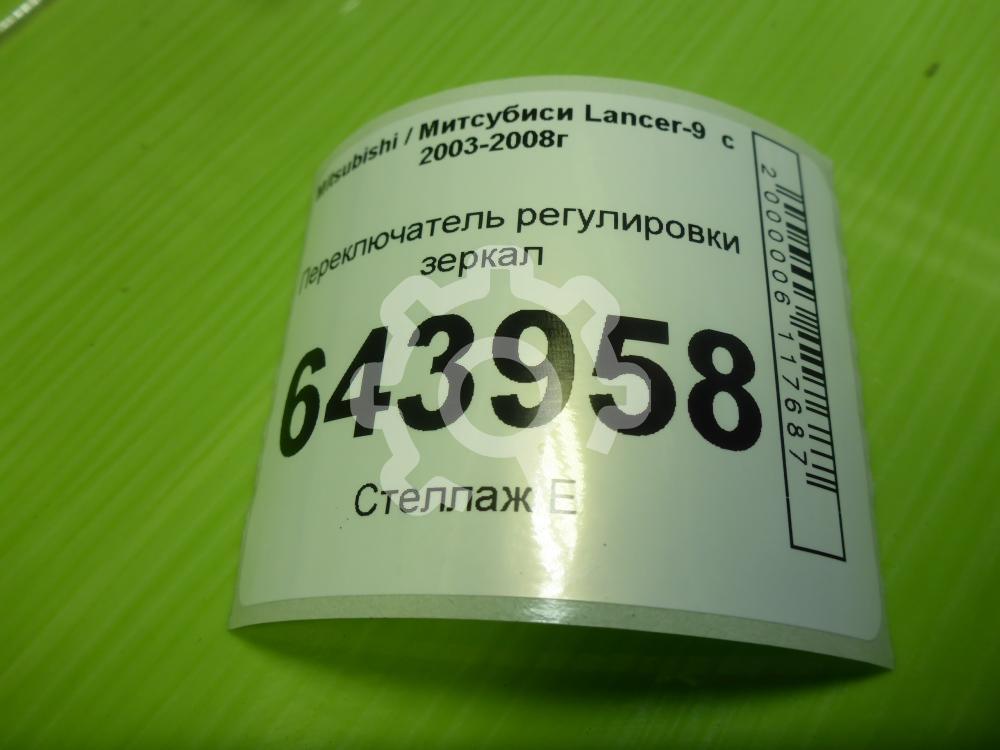 Mitsubishi / Митсубиси Lancer-9 с
2003-2008г
Переключатель регулировки
зеркал
643958
Стеллаж E
2000006117687